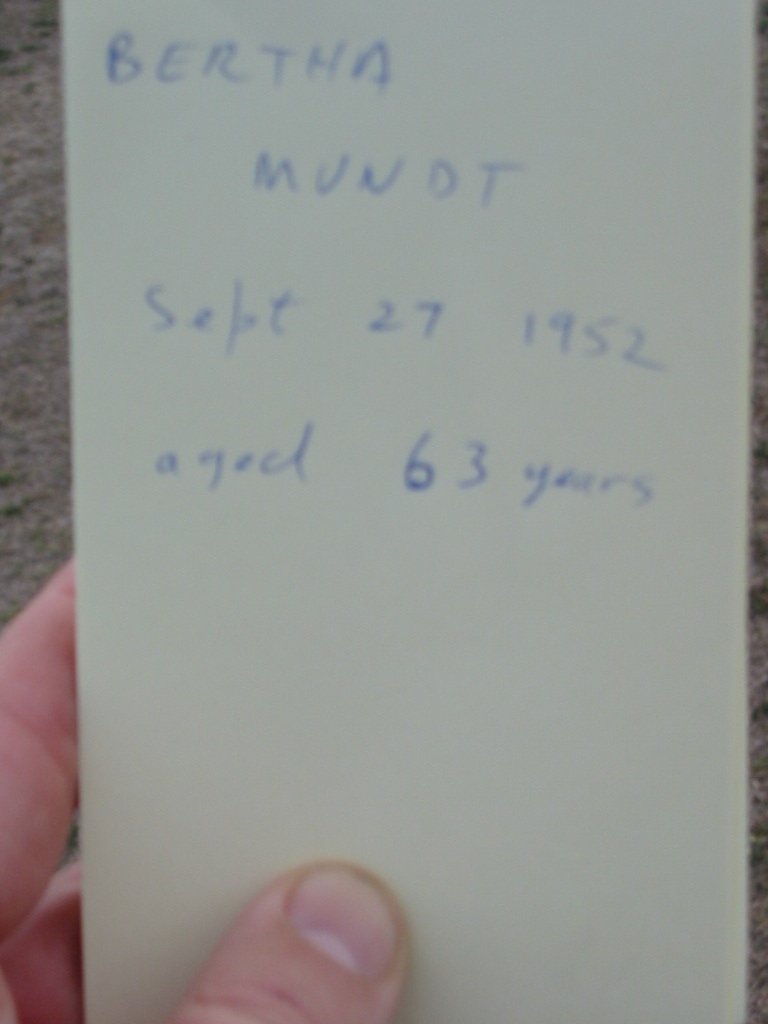 BERTHA
MUNDT
Sept 27 1952
aged 63 years